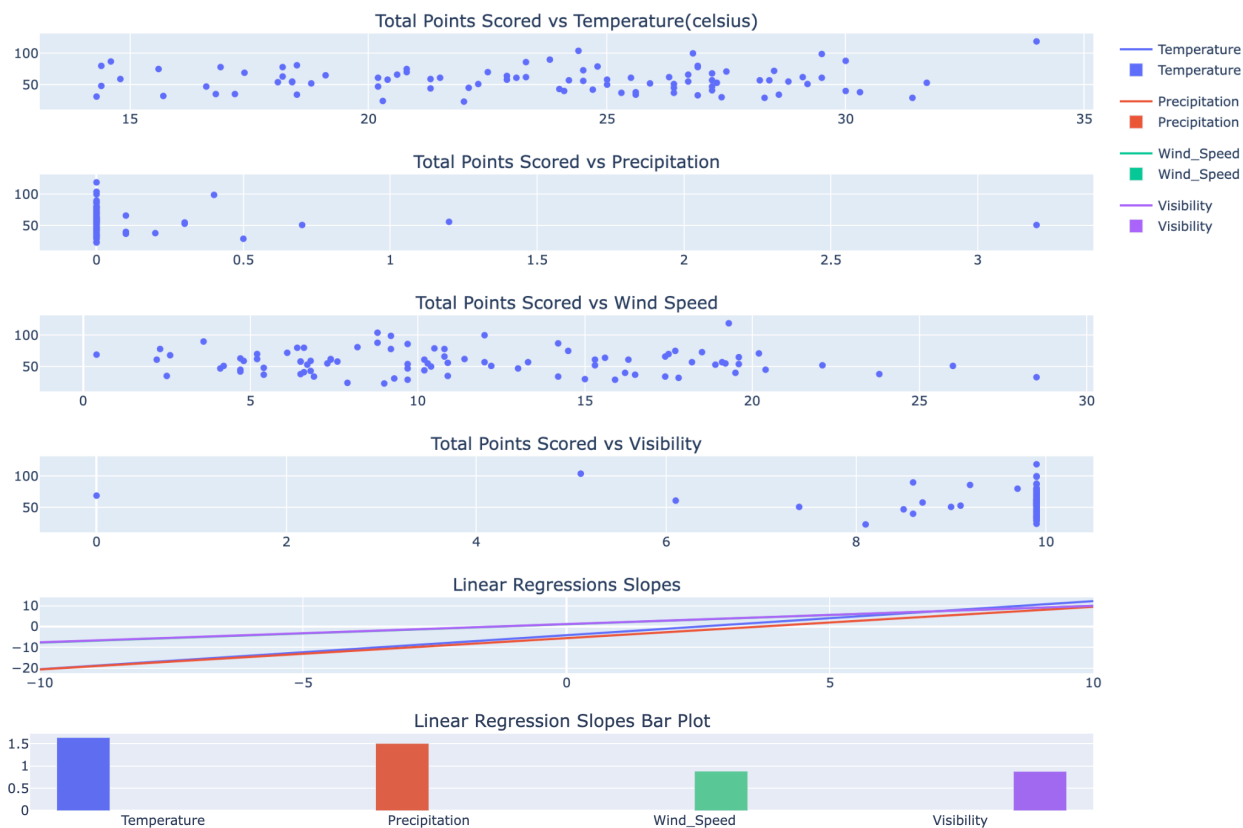 Total Points Scored vs Temperature(celsius)
100
50
15 20 25 30 35
Temperature
Temperature
Precipitation
Precipitation
Wind_Speed
Wind_Speed
Visibility
Visibility
Total Points Scored vs Precipitation
100
50
0 0.5 1 1.5 2 2.5 3
Total Points Scored vs Wind Speed
100
50
0 5 10 15 20 25 30
Total Points Scored vs Visibility
100
50
0 2 4 6 8 10
Linear Regressions Slopes
10
0
−10
−20
−10 −5 0 5 10
Linear Regression Slopes Bar Plot
1.5
1
0.5
0
Temperature Precipitation Wind_Speed Visibility